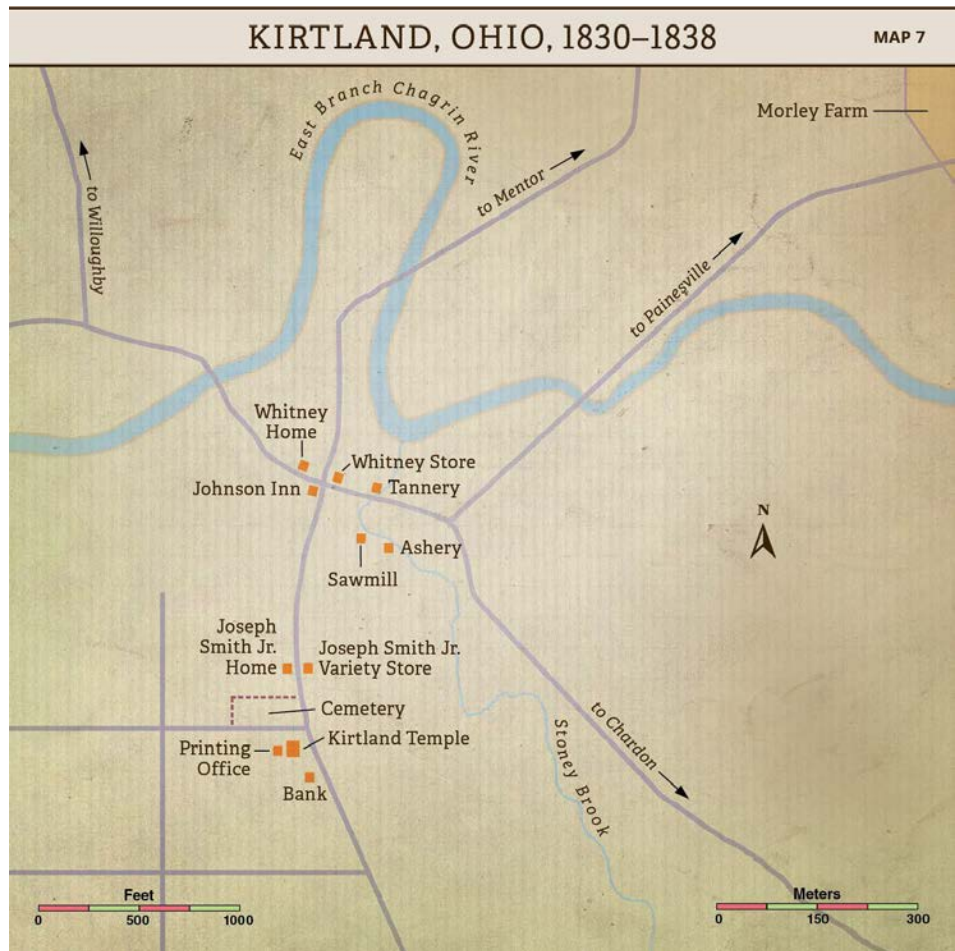 KIRTLAND, OHIO, 1830–1838
MAP 7
East Branch Chagrin River
Morley Farm
to Willoughby
to Mentor
to Painesville
Whitney
Home
Whitney Store
Johnson Inn
Tannery
N
Ashery
Sawmill
Joseph
Smith Jr.
Home
Joseph Smith Jr.
Variety Store
Cemetery
to Chardon
Stoney Brook
Kirtland Temple
Printing
Office
Bank
Feet
0 500 1000
Meters
0 150 300